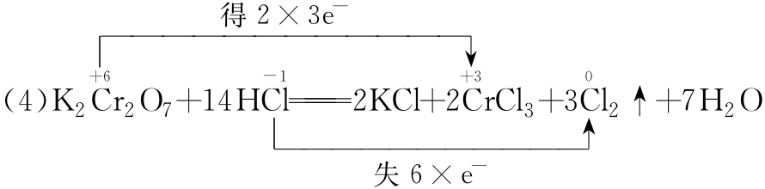 得 2 × 3e⁻
+6 −1 +3 0
(4)K₂Cr₂O₇+14HCl══2KCl+2CrCl₃+3Cl₂↑+7H₂O
失 6 × e⁻